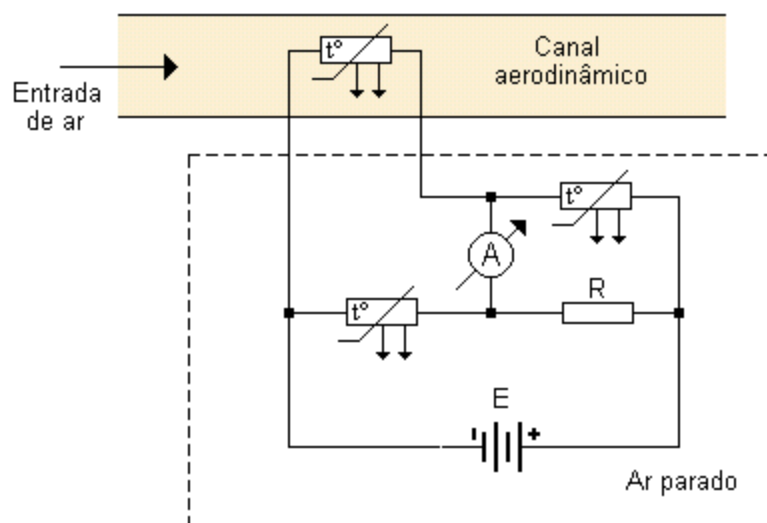 t°
Canal
aerodinâmico
Entrada
de ar
t°
A
R
t°
E
Ar parado